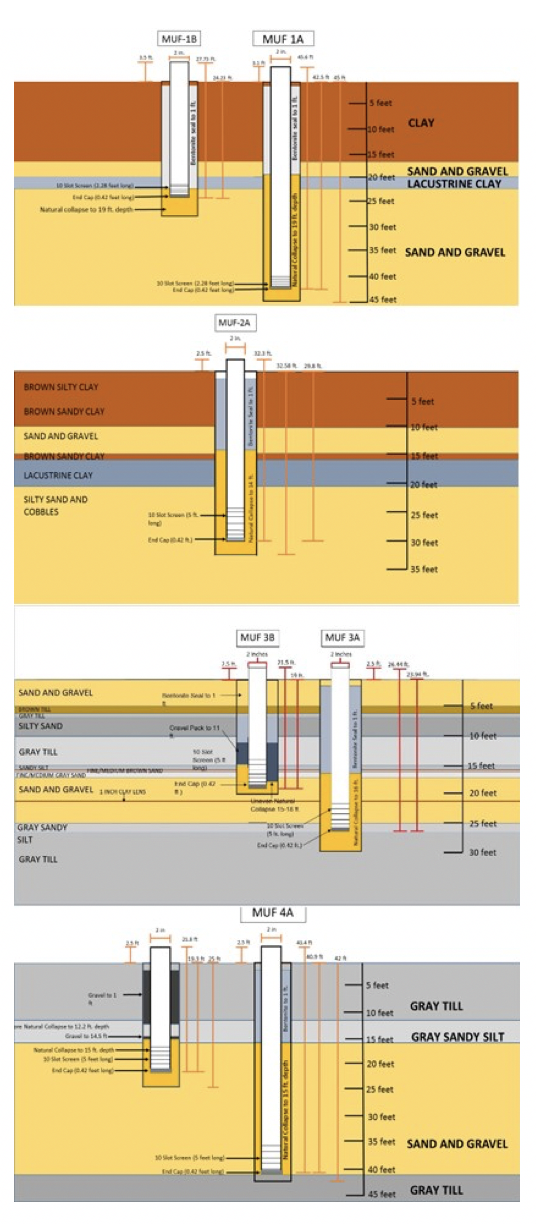 MUF-1B
MUF 1A
2 in.
2 in.
3.5 ft.
27.75 ft.
24.23 ft.
3.1 ft.
45.6 ft.
42.5 ft.
45 ft
Bentonite seal to 1 ft.
Bentonite seal to 1 ft.
5 feet
CLAY
10 feet
15 feet
SAND AND GRAVEL
20 feet
LACUSTRINE CLAY
10 Slot Screen (2.28 feet long)
End Cap (0.42 feet long)
25 feet
Natural collapse to 19 ft. depth
Natural Collapse to 19 ft. depth
30 feet
35 feet
SAND AND GRAVEL
40 feet
10 Slot Screen (2.28 feet long)
End Cap (0.42 feet long)
45 feet
MUF-2A
2 in.
2.5 ft.
32.3 ft.
32.58 ft.
29.8 ft.
BROWN SILTY CLAY
Bentonite Seal to 1 ft.
5 feet
BROWN SANDY CLAY
10 feet
SAND AND GRAVEL
BROWN SANDY CLAY
15 feet
LACUSTRINE CLAY
20 feet
SILTY SAND AND
COBBLES
Natural Collapse to 14 ft.
10 Slot Screen (5 ft.
long)
25 feet
End Cap (0.42 ft.)
30 feet
35 feet
MUF 3B
MUF 3A
2 inches
2 inches
2.5 ft.
21.5 ft.
19 ft.
2.5 ft.
26.44 ft.
23.94 ft.
SAND AND GRAVEL
Bentonite Seal to 1
ft.
BROWN TILL
5 feet
GRAY TILL
SILTY SAND
Gravel Pack to 11
ft.
Bentonite Seal to 1 ft.
10 feet
GRAY TILL
10 Slot
Screen (5 ft
long)
SANDY SILT
FINE/MEDIUM BROWN SAND
15 feet
FINE/MEDIUM GRAY SAND
SAND AND GRAVEL
1 INCH CLAY LENS
End Cap (0.42
ft.)
20 feet
Uneven Natural
Collapse 15-18 ft
GRAY SANDY
SILT
10 Slot Screen
(5 ft. long)
25 feet
End Cap (0.42 ft.)
GRAY TILL
30 feet
MUF 4A
2 in
2 in.
2.5 ft.
21.8 ft
19.3 ft.
25 ft
2.5 ft
43.4 ft
40.9 ft
42 ft
Gravel to 1
ft
Bentonite to 1 ft.
5 feet
GRAY TILL
10 feet
Natural Collapse to 12.2 ft. depth
Gravel to 14.5 ft
GRAY SANDY SILT
15 feet
Natural Collapse to 15 ft. depth
10 Slot Screen (5 feet long)
End Cap (0.42 foot long)
Natural Collapse to 15 ft. depth
20 feet
25 feet
30 feet
35 feet
SAND AND GRAVEL
10 Slot Screen (5 feet long)
End Cap (0.42 feet long)
40 feet
45 feet
GRAY TILL